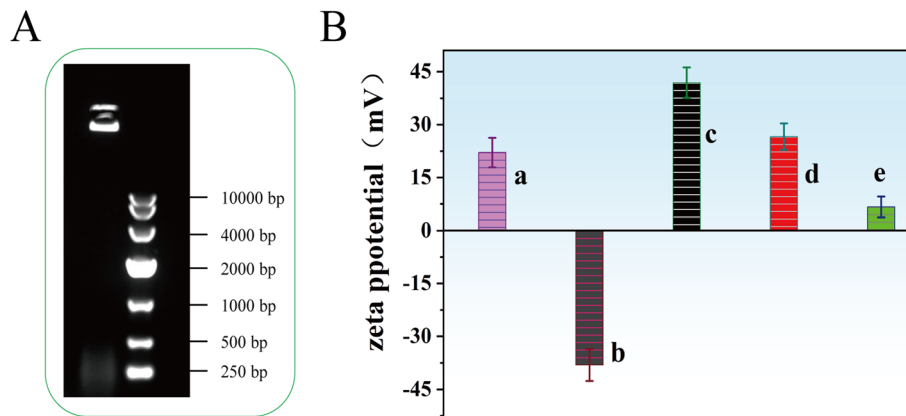 A
10000 bp
4000 bp
2000 bp
1000 bp
500 bp
250 bp
B
zeta ppotential (mV)
45
30
15
0
-15
-30
-45
a
b
c
d
e